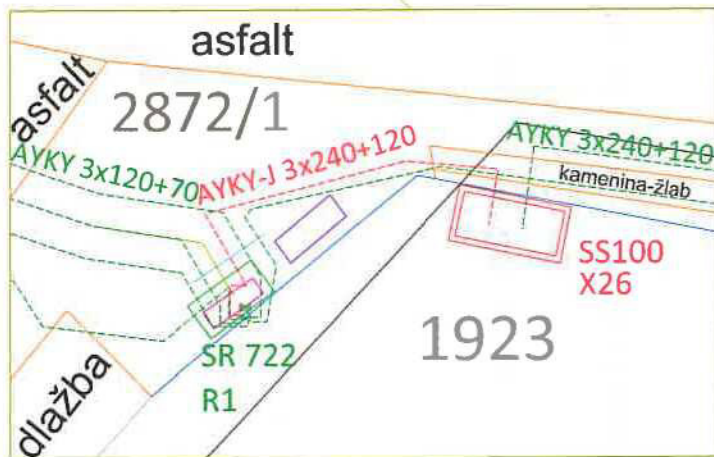 asfalt
asfalt
2872/1
AYKY 3x120+70
AYKY-J 3x240+120
AYKY 3x240+120
kamenina-žlab
SS100
X26
SR 722
R1
1923
dlažba